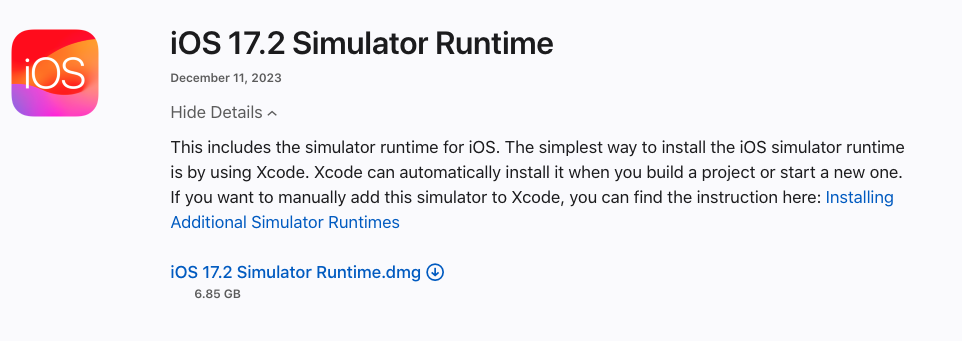 iOS
iOS 17.2 Simulator Runtime
December 11, 2023
Hide Details
This includes the simulator runtime for iOS. The simplest way to install the iOS simulator runtime
is by using Xcode. Xcode can automatically install it when you build a project or start a new one.
If you want to manually add this simulator to Xcode, you can find the instruction here: Installing
Additional Simulator Runtimes
iOS 17.2 Simulator Runtime.dmg
6.85 GB